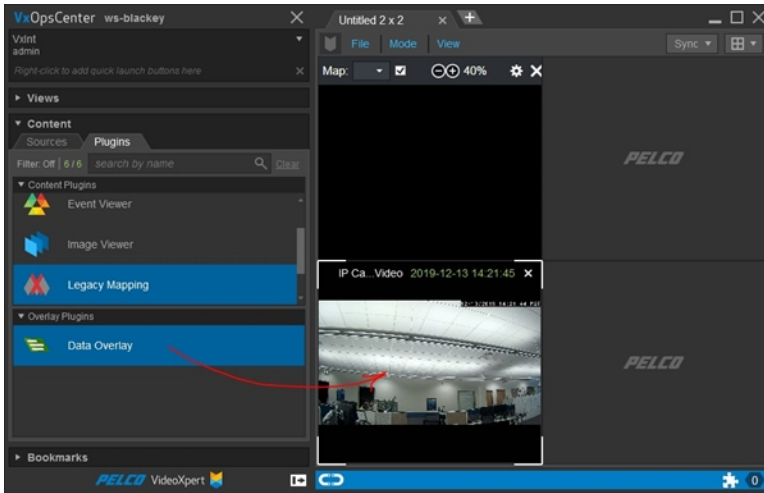 VxOpsCenter ws-blackey
VxInt
admin
Right-click to add quick launch buttons here
Views
Content
Sources Plugins
Filter: Off 6 / 6 search by name Clear
Content Plugins
Event Viewer
Image Viewer
Legacy Mapping
Overlay Plugins
Data Overlay
Bookmarks
PELCO VideoXpert
Untitled 2 x 2
File Mode View
Sync
Map: 40%
PELCO
IP Ca...Video 2019-12-13 14:21:45
PELCO
0